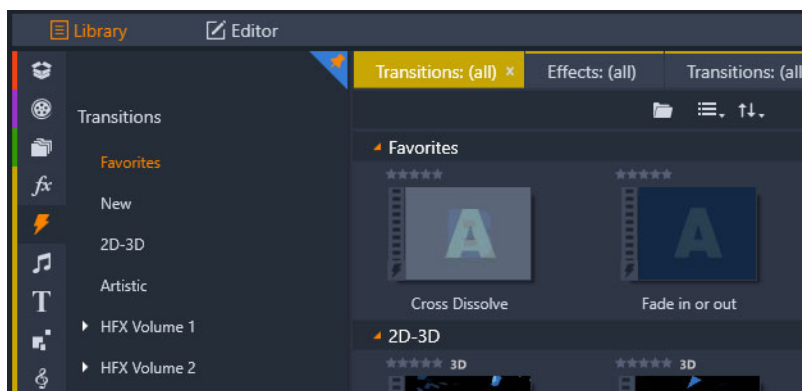 Library Editor
Transitions: (all) × Effects: (all) Transitions: (all
Transitions
Favorites
New
2D-3D
Artistic
HFX Volume 1
HFX Volume 2
Favorites
A A
Cross Dissolve Fade in or out
2D-3D
3D 3D
fx
T